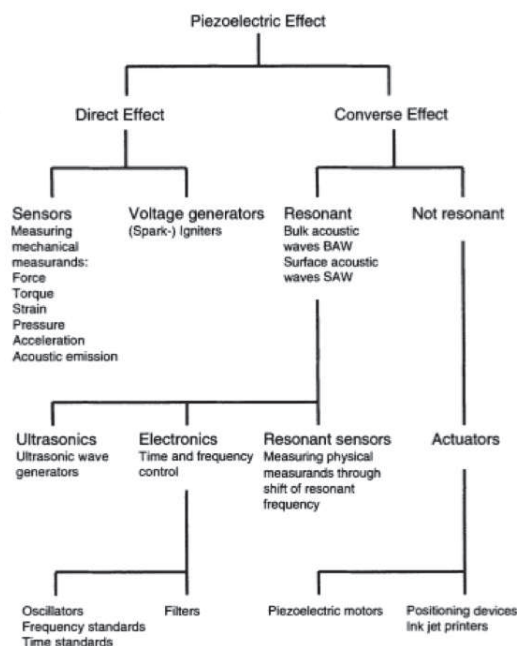 Piezoelectric Effect
Direct Effect
Converse Effect
Sensors
Measuring
mechanical
measurands:
Force
Torque
Strain
Pressure
Acceleration
Acoustic emission
Voltage generators
(Spark-) Igniters
Resonant
Bulk acoustic
waves BAW
Surface acoustic
waves SAW
Not resonant
Ultrasonics
Ultrasonic wave
generators
Electronics
Time and frequency
control
Resonant sensors
Measuring physical
measurands through
shift of resonant
frequency
Actuators
Oscillators
Frequency standards
Time standards
Filters
Piezoelectric motors
Positioning devices
Ink jet printers